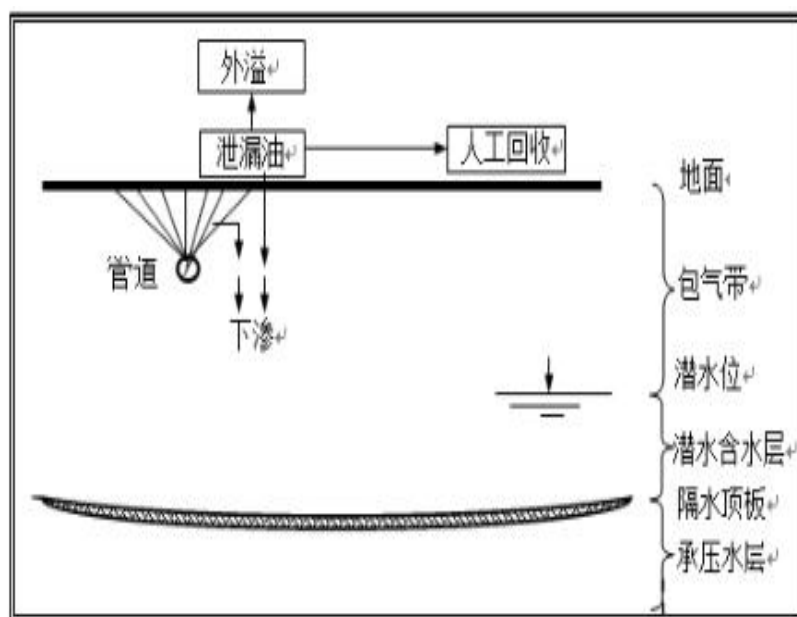 外溢
泄漏油
人工回收
地面
管道
包气带
下渗
潜水位
潜水含水层
隔水顶板
承压水层